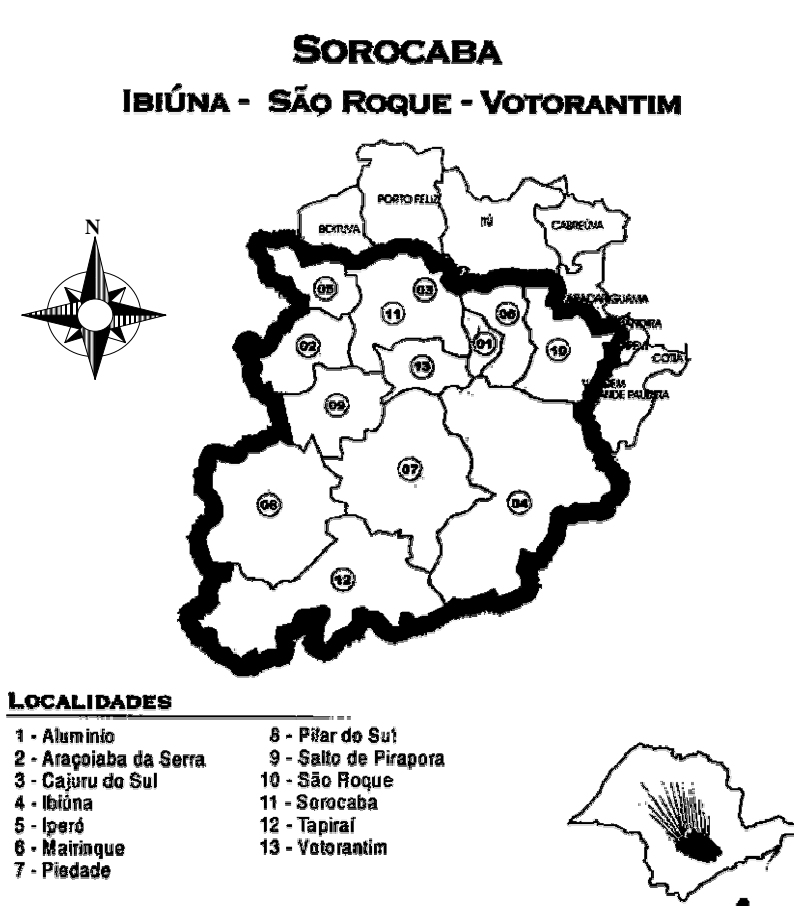 SOROCABA
IBIÚNA - SÃO ROQUE - VOTORANTIM
N
PORTO FELIZ
ITÚ
BOITUVA
CABREÚVA
05
03
11
06
ARAÇARIGUAMA
02
01
10
13
COTIA
09
07
08
04
12
LOCALIDADES
1 - Alumínio
2 - Araçoiaba da Serra
3 - Cajuru do Sul
4 - Ibiúna
5 - Iperó
6 - Mairinque
7 - Piedade
8 - Pilar do Sul
9 - Salto de Pirapora
10 - São Roque
11 - Sorocaba
12 - Tapiraí
13 - Votorantim